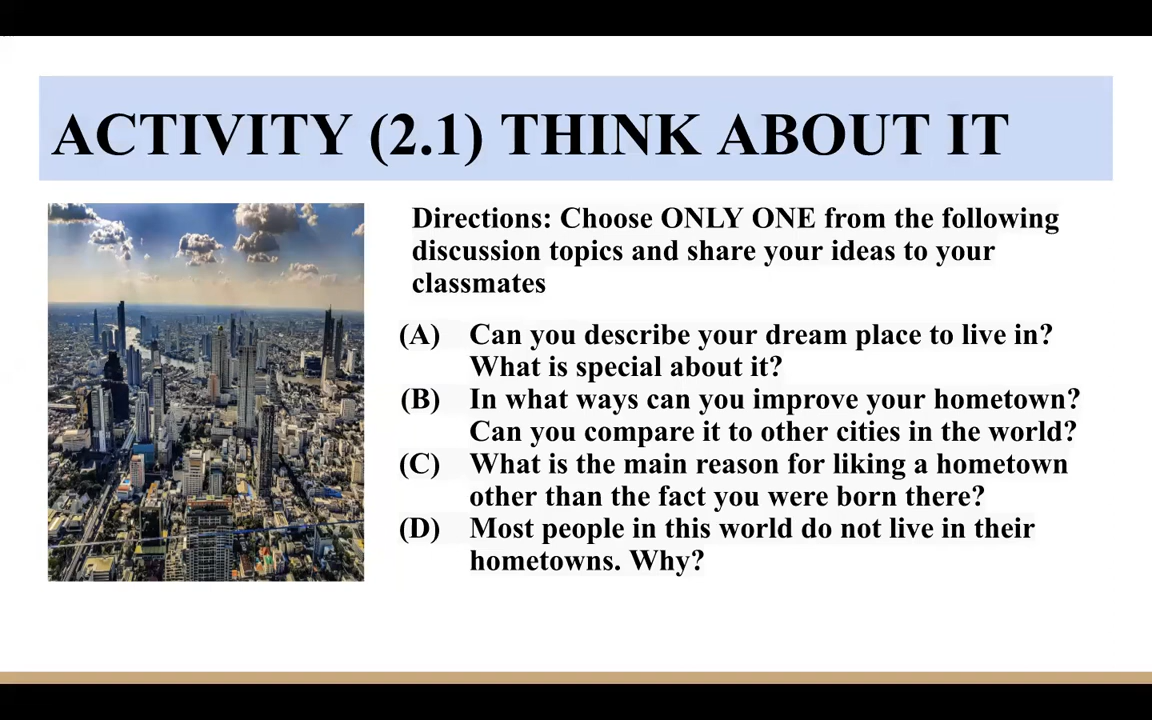 ACTIVITY (2.1) THINK ABOUT IT
Directions: Choose ONLY ONE from the following
discussion topics and share your ideas to your
classmates
(A) Can you describe your dream place to live in?
What is special about it?
(B) In what ways can you improve your hometown?
Can you compare it to other cities in the world?
(C) What is the main reason for liking a hometown
other than the fact you were born there?
(D) Most people in this world do not live in their
hometowns. Why?